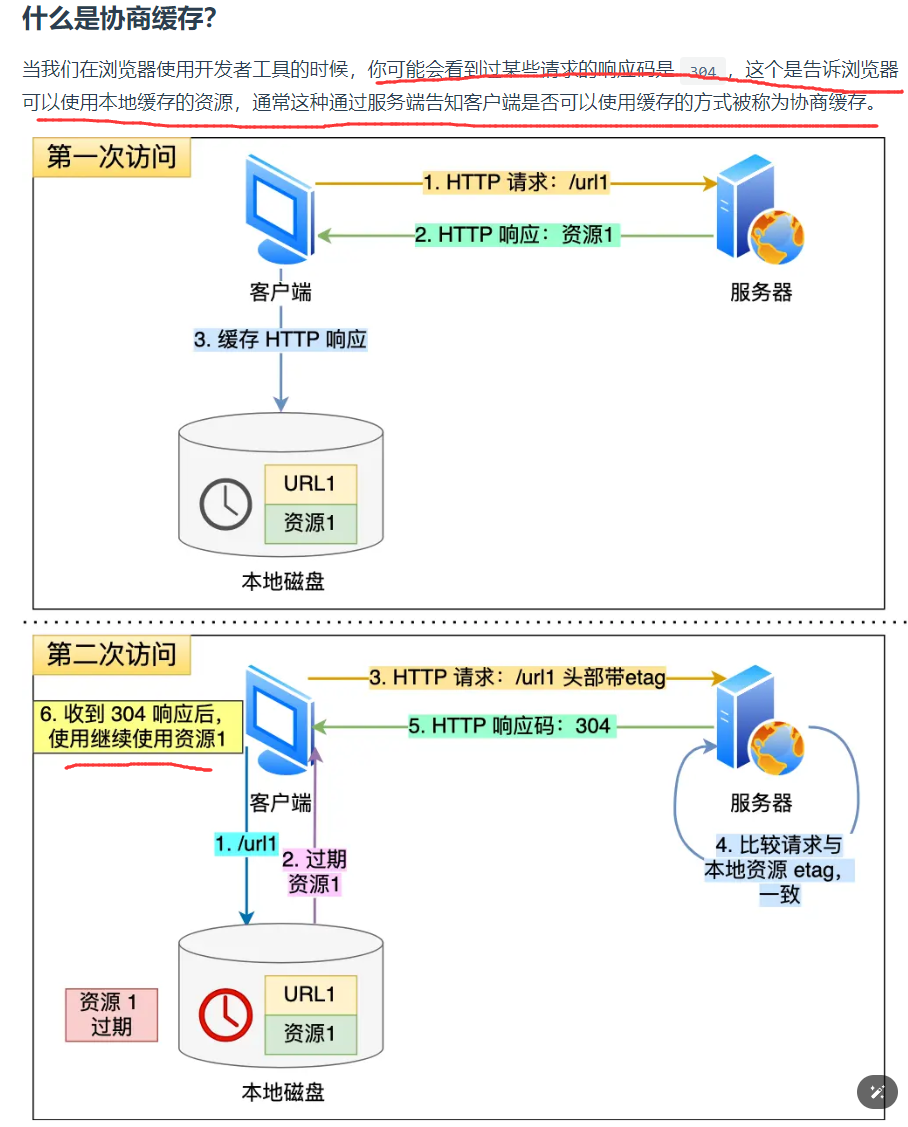 什么是协商缓存？
当我们在浏览器使用开发者工具的时候，你可能会看到过某些请求的响应码是 304 ，这个是告诉浏览器
可以使用本地缓存的资源，通常这种通过服务端告知客户端是否可以使用缓存的方式被称为协商缓存。
第一次访问
1. HTTP 请求：/url1
2. HTTP 响应：资源1
客户端
服务器
3. 缓存 HTTP 响应
URL1
资源1
本地磁盘
第二次访问
3. HTTP 请求：/url1 头部带etag
6. 收到 304 响应后，
使用继续使用资源1
5. HTTP 响应码：304
客户端
服务器
1. /url1
2. 过期
资源1
4. 比较请求与
本地资源 etag，
一致
资源 1
过期
URL1
资源1
本地磁盘